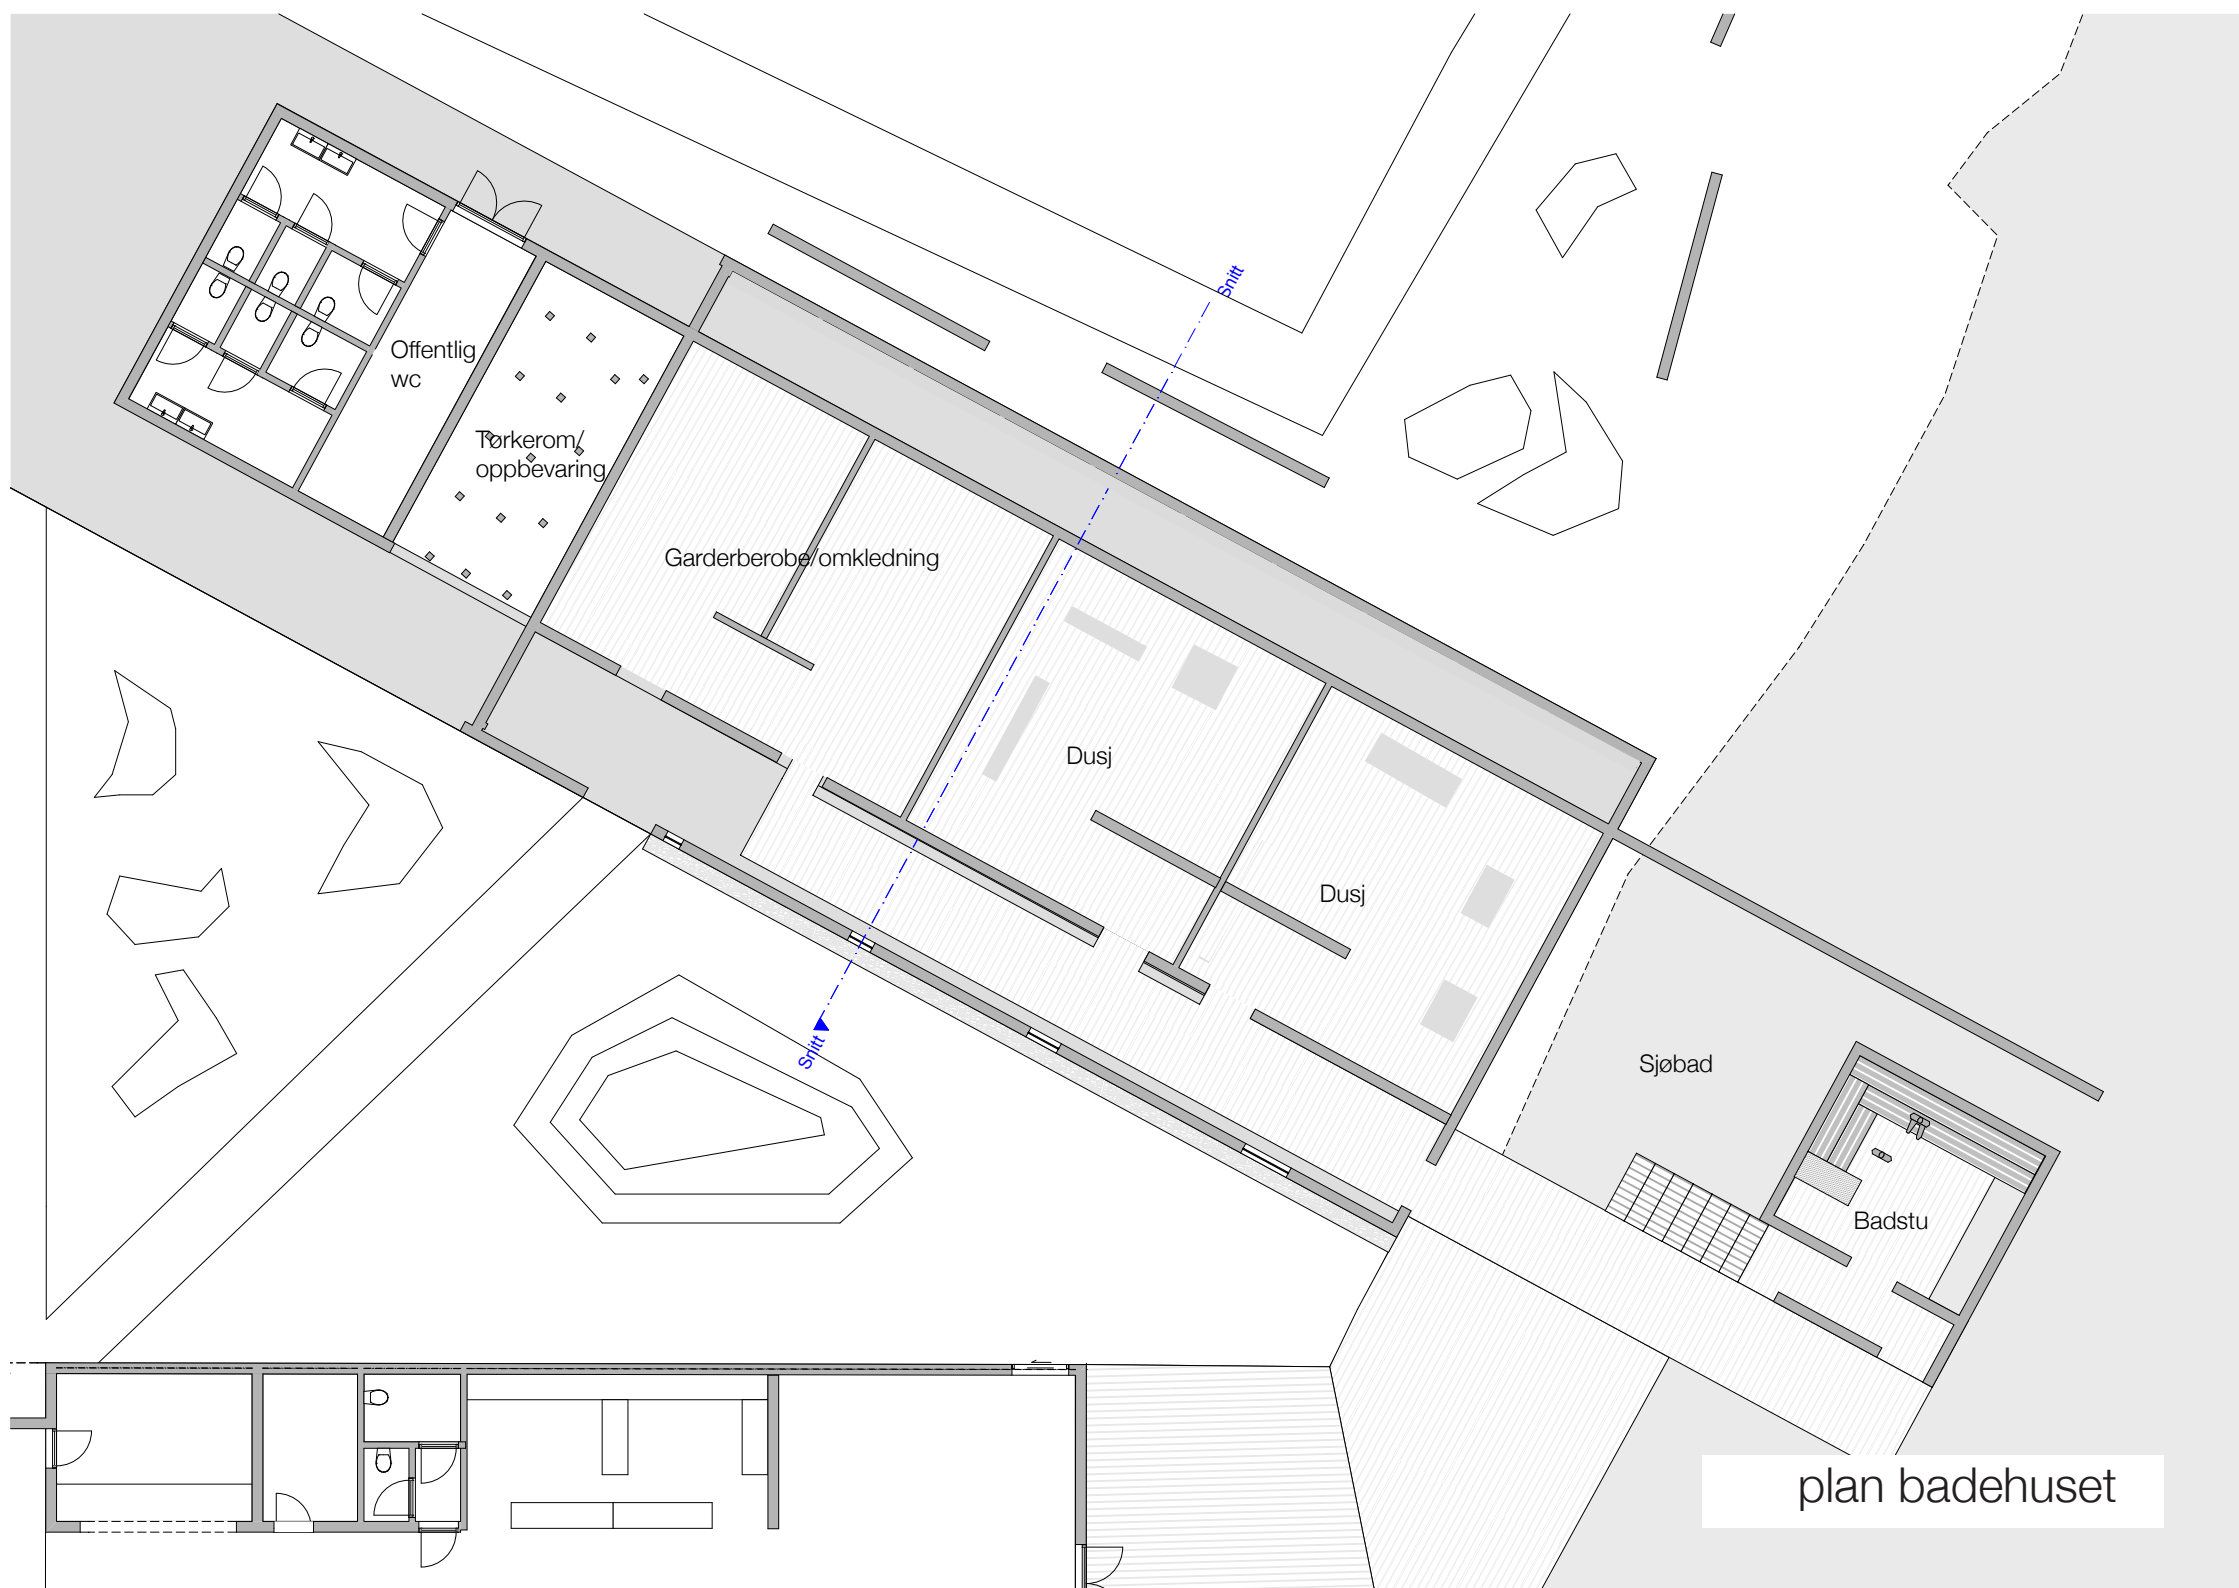 Snitt
Offentlig
wc
Tørkerom/
oppbevaring
Garderberobe/omkledning
Dusj
Dusj
Snitt
Sjøbad
Badstu
plan badehuset